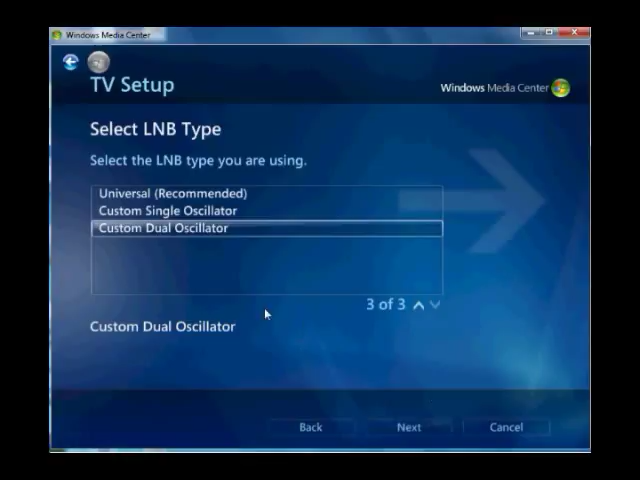 Windows Media Center
TV Setup
Windows Media Center
Select LNB Type
Select the LNB type you are using.
Universal (Recommended)
Custom Single Oscillator
Custom Dual Oscillator
3 of 3
Custom Dual Oscillator
Back
Next
Cancel